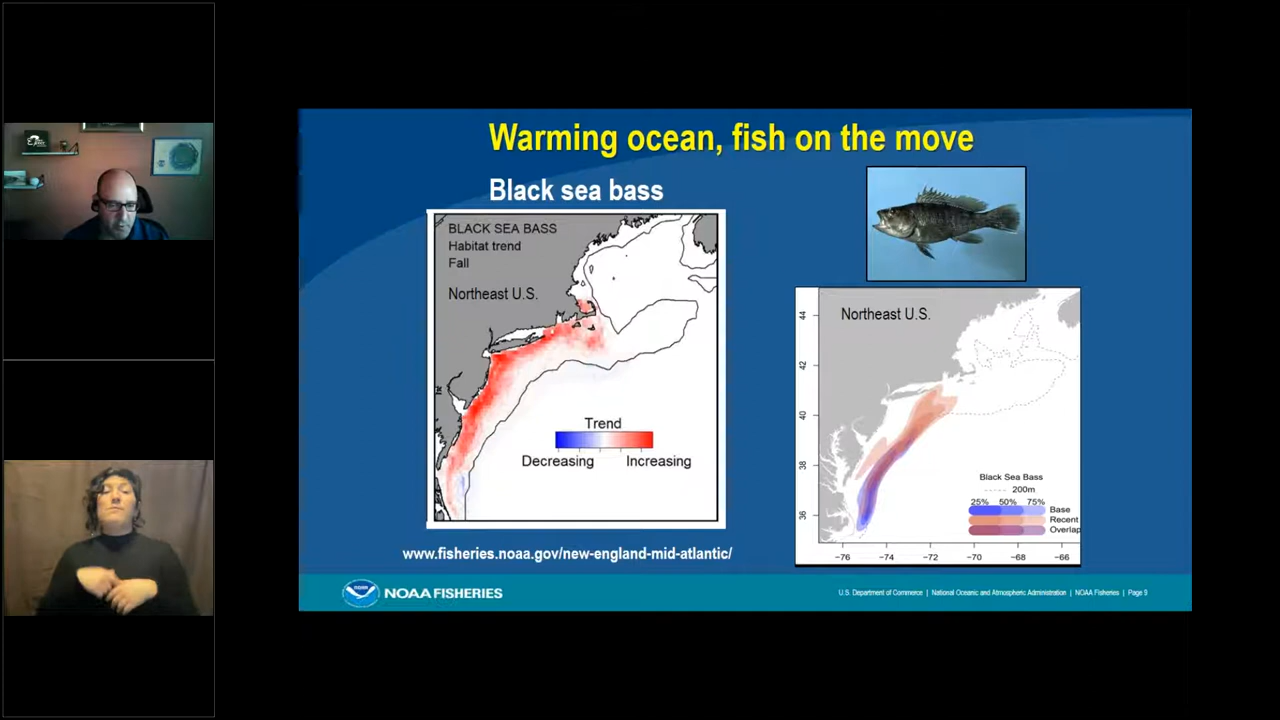 Warming ocean, fish on the move
Black sea bass
BLACK SEA BASS
Habitat trend
Fall
Northeast U.S.
Trend
Decreasing Increasing
www.fisheries.noaa.gov/new-england-mid-atlantic/
Northeast U.S.
44
42
40
38
36
Black Sea Bass
200m
25% 50% 75%
Base
Recent
Overlap
-76 -74 -72 -70 -68 -66
NOAA FISHERIES
U.S. Department of Commerce | National Oceanic and Atmospheric Administration | NOAA Fisheries | Page 9